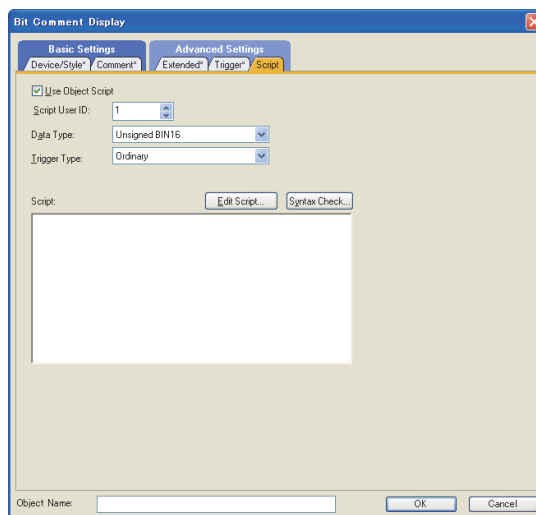 Bit Comment Display
Basic Settings Advanced Settings
Device/Style* Comment* Extended* Trigger* Script
Use Object Script
Script User ID: 1
Data Type: Unsigned BIN16
Trigger Type: Ordinary
Script: Edit Script... Syntax Check...
Object Name: OK Cancel